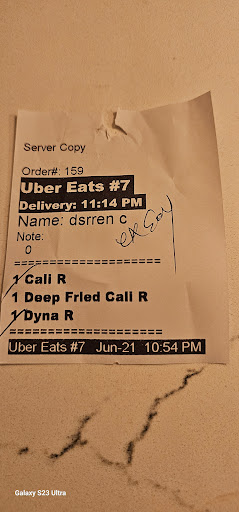 Server Copy
Order#: 159
Uber Eats #7
Delivery: 11:14 PM
Name: dsrren c
Note:
0
====================
1 Cali R
1 Deep Frled Cali R
1 Dyna R
====================
Uber Eats #7 Jun-21 10:54 PM
Galaxy S23 Ultra